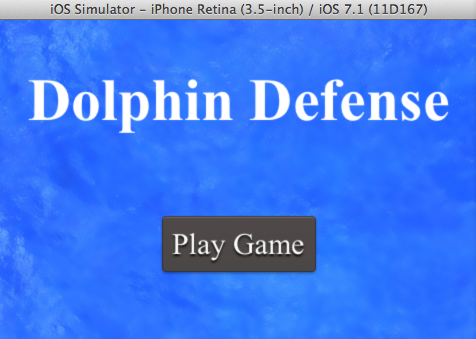 iOS Simulator - iPhone Retina (3.5-inch) / iOS 7.1 (11D167)
Dolphin Defense
Play Game